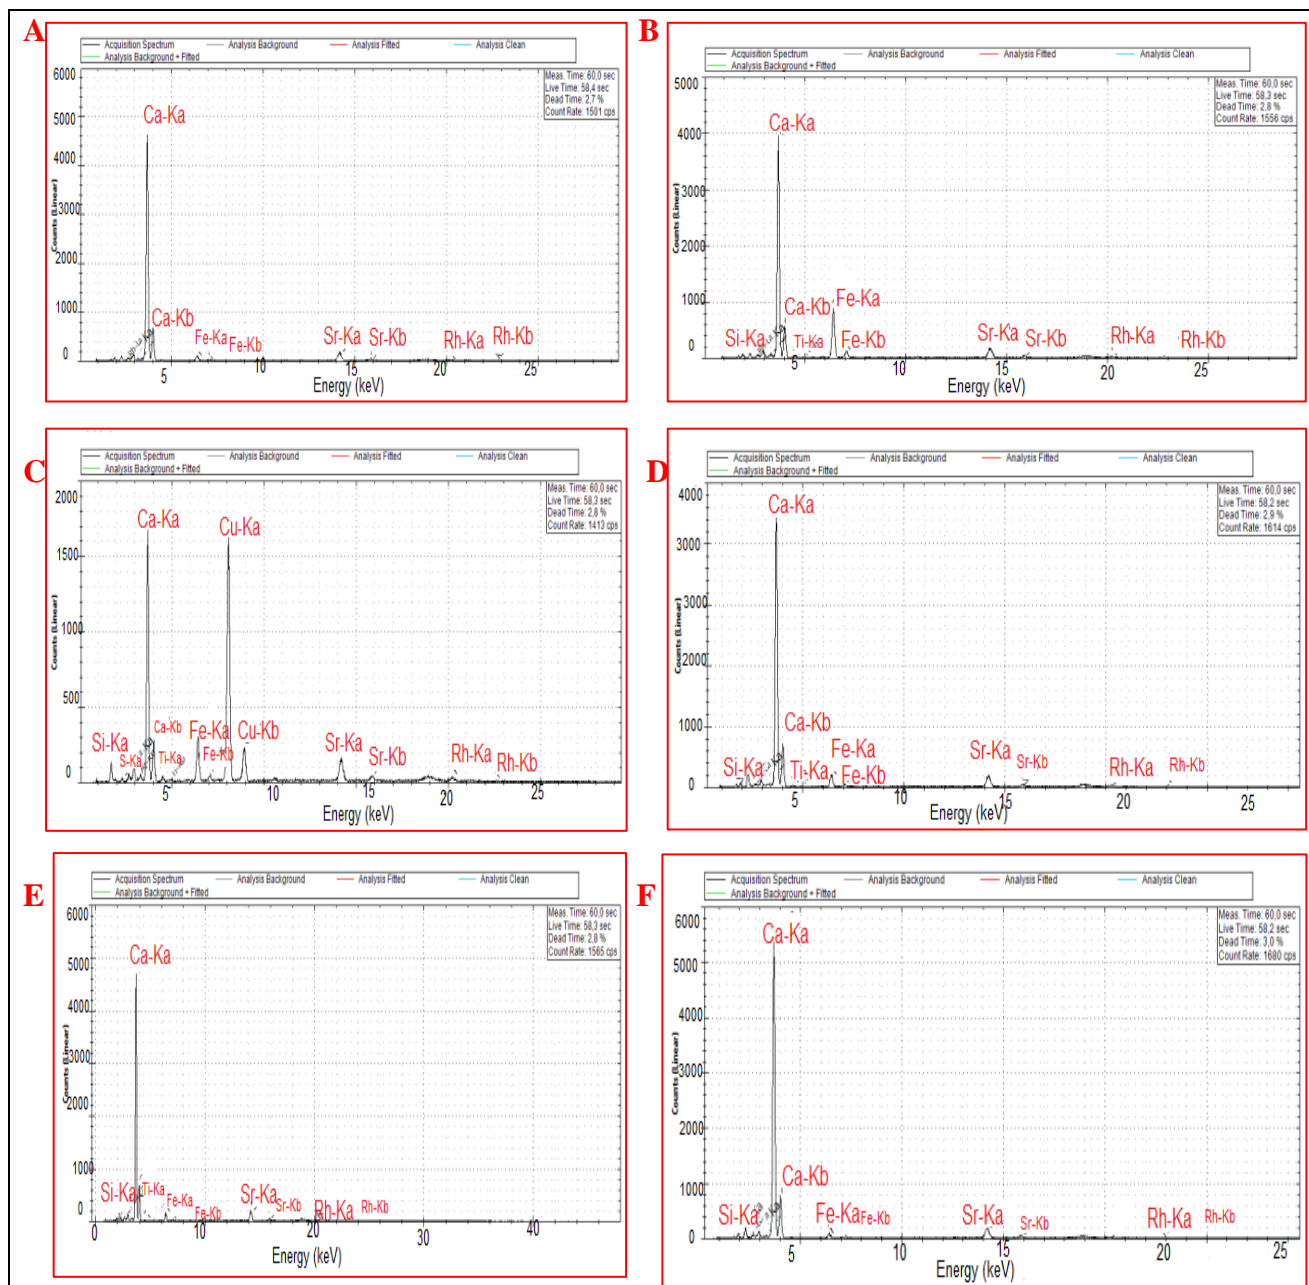 A
Acquisition Spectrum Analysis Background Analysis Fitted Analysis Clean
Analysis Background + Fitted
Meas. Time: 60,0 sec
Live Time: 58,4 sec
Dead Time: 2,7 %
Count Rate: 1501 cps
6000
5000
4000
3000
2000
1000
0
Counts (Linear)
Ca-Ka
Ca-Kb
Fe-Ka
Fe-Kb
Sr-Ka
Sr-Kb
Rh-Ka
Rh-Kb
5 10 15 20 25
Energy (keV)
B
Acquisition Spectrum Analysis Background Analysis Fitted Analysis Clean
Analysis Background + Fitted
Meas. Time: 60,0 sec
Live Time: 58,3 sec
Dead Time: 2,8 %
Count Rate: 1556 cps
5000
4000
3000
2000
1000
0
Counts (Linear)
Ca-Ka
Ca-Kb
Fe-Ka
Si-Ka
Ti-Ka
Fe-Kb
Sr-Ka
Sr-Kb
Rh-Ka
Rh-Kb
5 10 15 20 25
Energy (keV)
C
Acquisition Spectrum Analysis Background Analysis Fitted Analysis Clean
Analysis Background + Fitted
Meas. Time: 60,0 sec
Live Time: 58,3 sec
Dead Time: 2,8 %
Count Rate: 1413 cps
2000
1500
1000
500
0
Counts (Linear)
Ca-Ka
Cu-Ka
Si-Ka
S-Ka
Ca-Kb
Ti-Ka
Fe-Ka
Fe-Kb
Cu-Kb
Sr-Ka
Sr-Kb
Rh-Ka
Rh-Kb
5 10 15 20 25
Energy (keV)
D
Acquisition Spectrum Analysis Background Analysis Fitted Analysis Clean
Analysis Background + Fitted
Meas. Time: 60,0 sec
Live Time: 58,2 sec
Dead Time: 2,9 %
Count Rate: 1614 cps
4000
3000
2000
1000
0
Counts (Linear)
Ca-Ka
Ca-Kb
Si-Ka
Ti-Ka
Fe-Ka
Fe-Kb
Sr-Ka
Sr-Kb
Rh-Ka
Rh-Kb
5 10 15 20 25
Energy (keV)
E
Acquisition Spectrum Analysis Background Analysis Fitted Analysis Clean
Analysis Background + Fitted
Meas. Time: 60,0 sec
Live Time: 58,3 sec
Dead Time: 2,8 %
Count Rate: 1565 cps
6000
5000
4000
3000
2000
1000
0
Counts (Linear)
Ca-Ka
Si-Ka
Ti-Ka
Fe-Ka
Fe-Kb
Sr-Ka
Sr-Kb
Rh-Ka
Rh-Kb
0 10 20 30 40
Energy (keV)
F
Acquisition Spectrum Analysis Background Analysis Fitted Analysis Clean
Analysis Background + Fitted
Meas. Time: 60,0 sec
Live Time: 58,2 sec
Dead Time: 3,0 %
Count Rate: 1680 cps
6000
5000
4000
3000
2000
1000
0
Counts (Linear)
Ca-Ka
Ca-Kb
Si-Ka
Fe-Ka
Fe-Kb
Sr-Ka
Sr-Kb
Rh-Ka
Rh-Kb
5 10 15 20 25
Energy (keV)